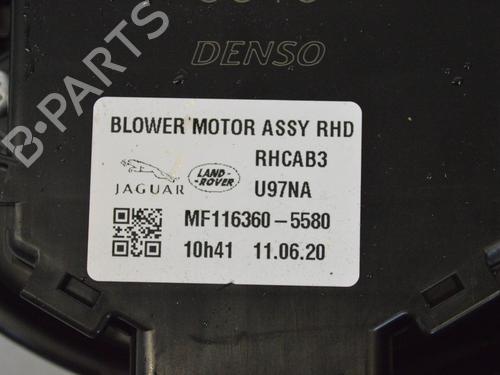 DENSO
BLOWER MOTOR ASSY RHD
RHCAB3
JAGUAR
LAND-
ROVER
U97NA
MF116360-5580
10h41 11.06.20
B-PARTS